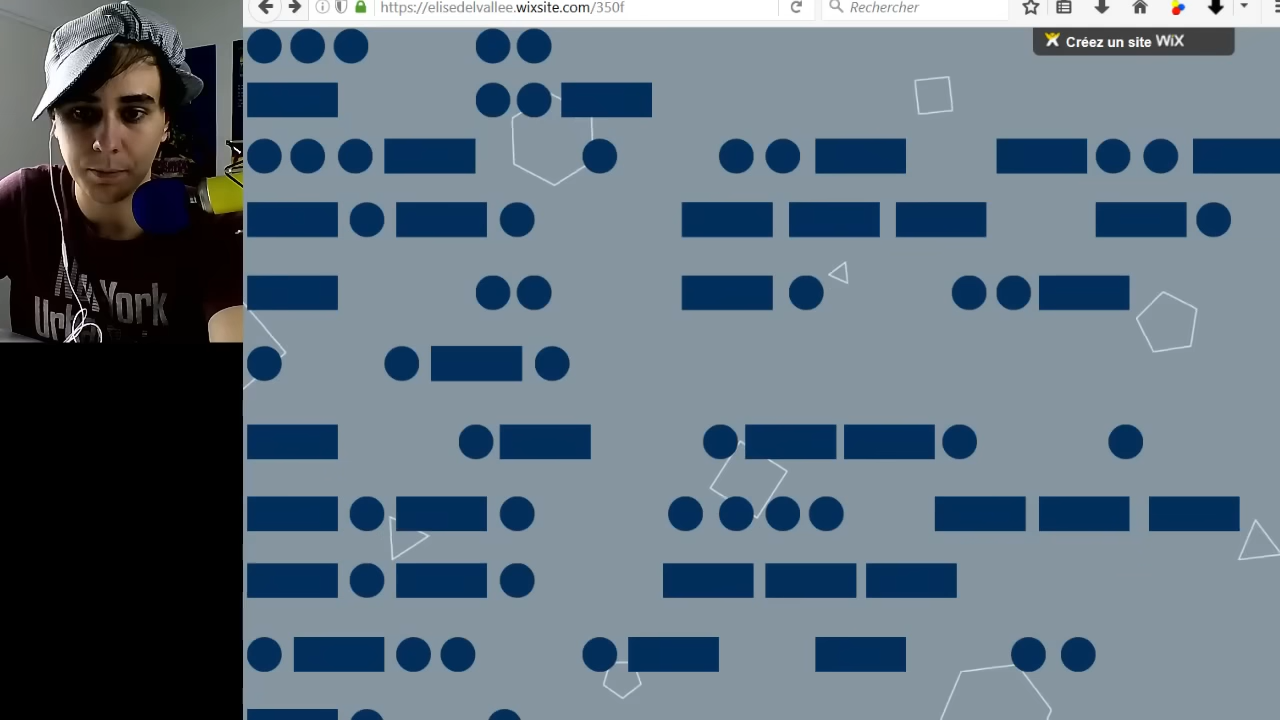 https://elisedelvallee.wixsite.com/350f
Rechercher
Créez un site WiX
New York